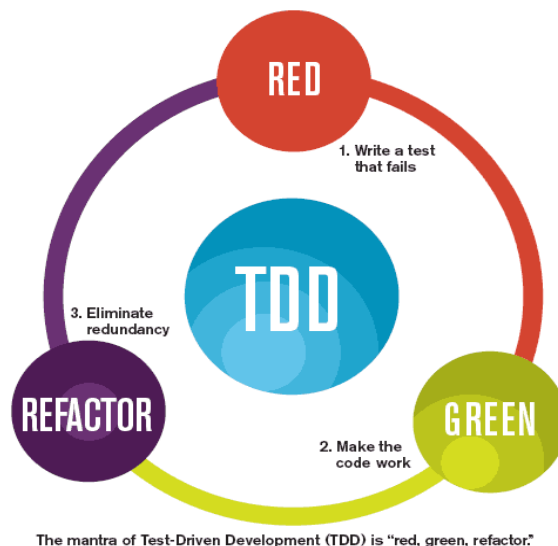 RED
1. Write a test
that fails
TDD
3. Eliminate
redundancy
REFACTOR
GREEN
2. Make the
code work
The mantra of Test-Driven Development (TDD) is “red, green, refactor.”